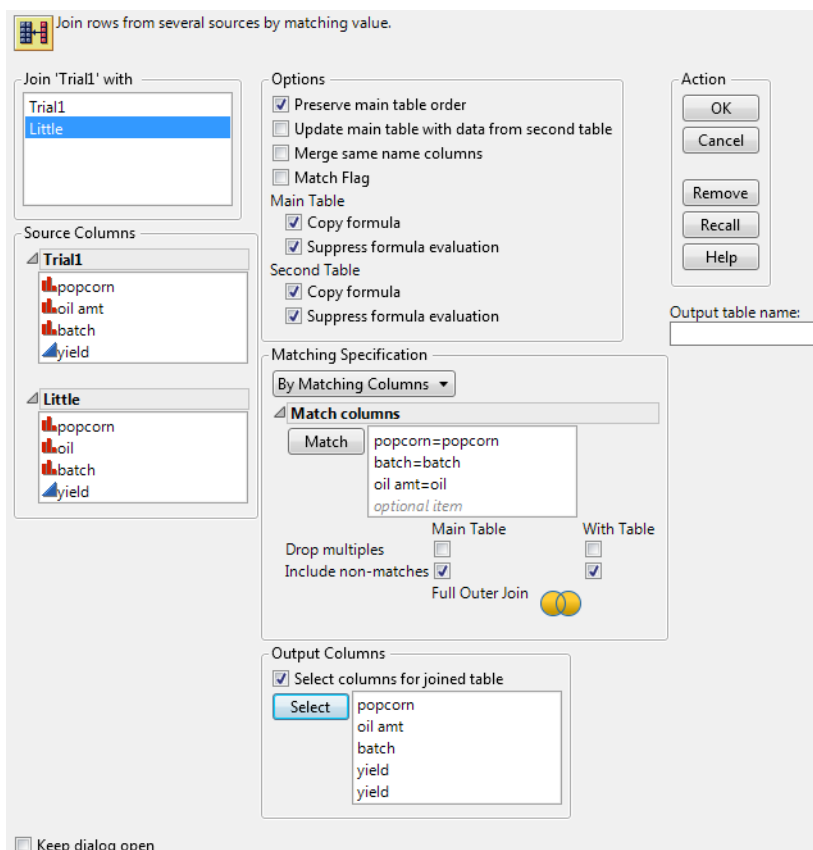 Join rows from several sources by matching value.
Join 'Trial1' with
Trial1
Little
Source Columns
Trial1
popcorn
oil amt
batch
yield
Little
popcorn
oil
batch
yield
Options
Preserve main table order
Update main table with data from second table
Merge same name columns
Match Flag
Main Table
Copy formula
Suppress formula evaluation
Second Table
Copy formula
Suppress formula evaluation
Matching Specification
By Matching Columns
Match columns
Match
popcorn=popcorn
batch=batch
oil amt=oil
optional item
Main Table With Table
Drop multiples
Include non-matches
Full Outer Join
Output Columns
Select columns for joined table
Select
popcorn
oil amt
batch
yield
yield
Action
OK
Cancel
Remove
Recall
Help
Output table name:
Keep dialog open